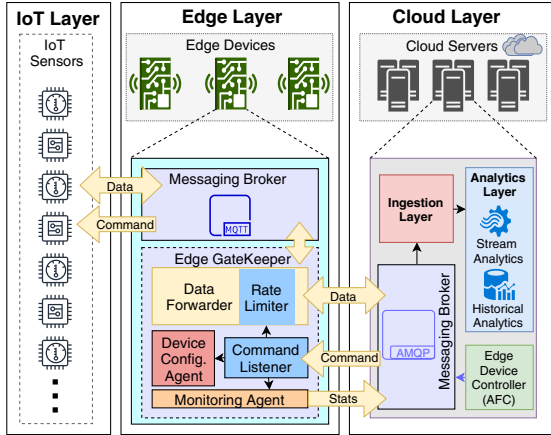 IoT Layer
IoT
Sensors
Edge Layer
Edge Devices
Cloud Layer
Cloud Servers
Data
Command
Messaging Broker
MQTT
Edge GateKeeper
Data
Forwarder
Rate
Limiter
Device
Config.
Agent
Command
Listener
Monitoring Agent
Data
Command
Stats
Ingestion
Layer
Messaging Broker
AMQP
Analytics
Layer
Stream
Analytics
Historical
Analytics
Edge
Device
Controller
(AFC)